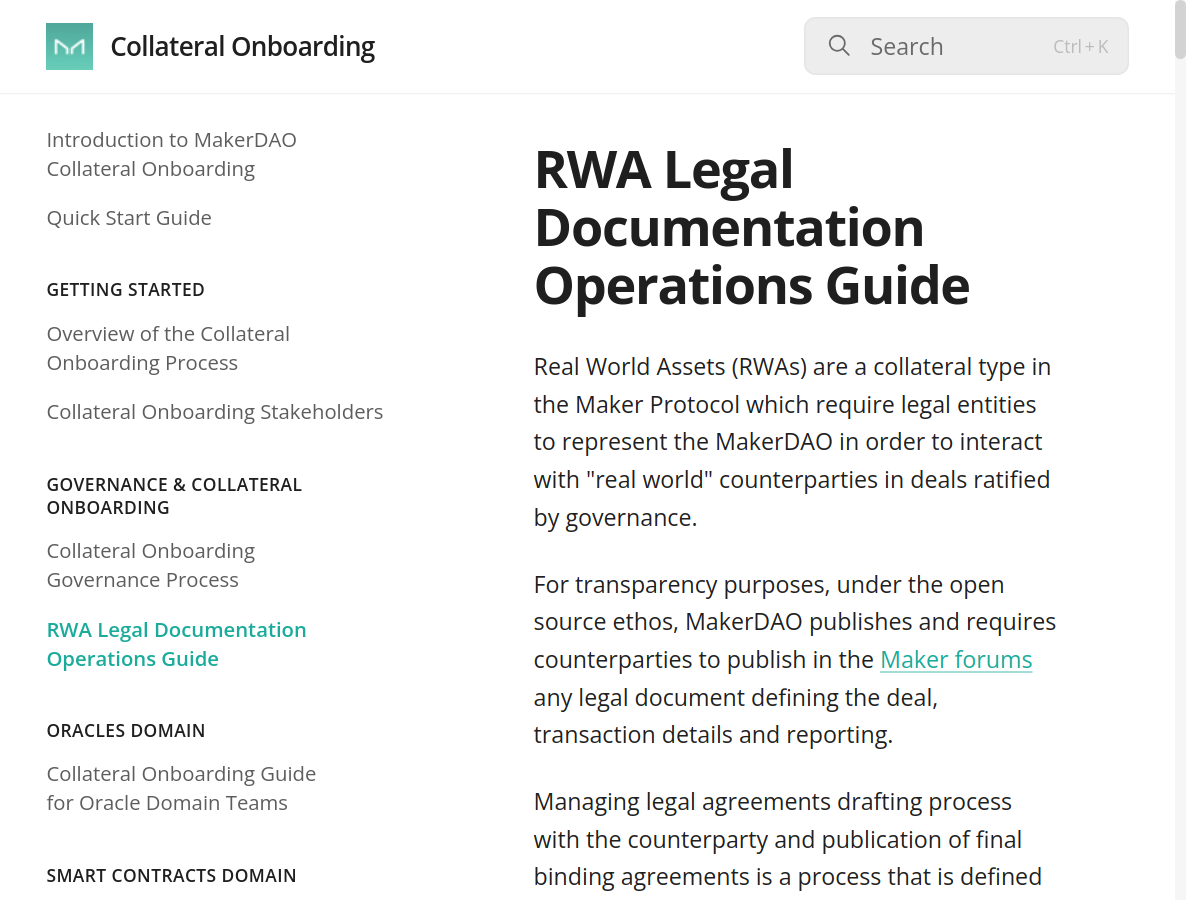 Collateral Onboarding
Search
Ctrl + K
Introduction to MakerDAO
Collateral Onboarding
Quick Start Guide
GETTING STARTED
Overview of the Collateral
Onboarding Process
Collateral Onboarding Stakeholders
GOVERNANCE & COLLATERAL
ONBOARDING
Collateral Onboarding
Governance Process
RWA Legal Documentation
Operations Guide
ORACLES DOMAIN
Collateral Onboarding Guide
for Oracle Domain Teams
SMART CONTRACTS DOMAIN
RWA Legal
Documentation
Operations Guide
Real World Assets (RWAs) are a collateral type in
the Maker Protocol which require legal entities
to represent the MakerDAO in order to interact
with "real world" counterparties in deals ratified
by governance.
For transparency purposes, under the open
source ethos, MakerDAO publishes and requires
counterparties to publish in the Maker forums
any legal document defining the deal,
transaction details and reporting.
Managing legal agreements drafting process
with the counterparty and publication of final
binding agreements is a process that is defined